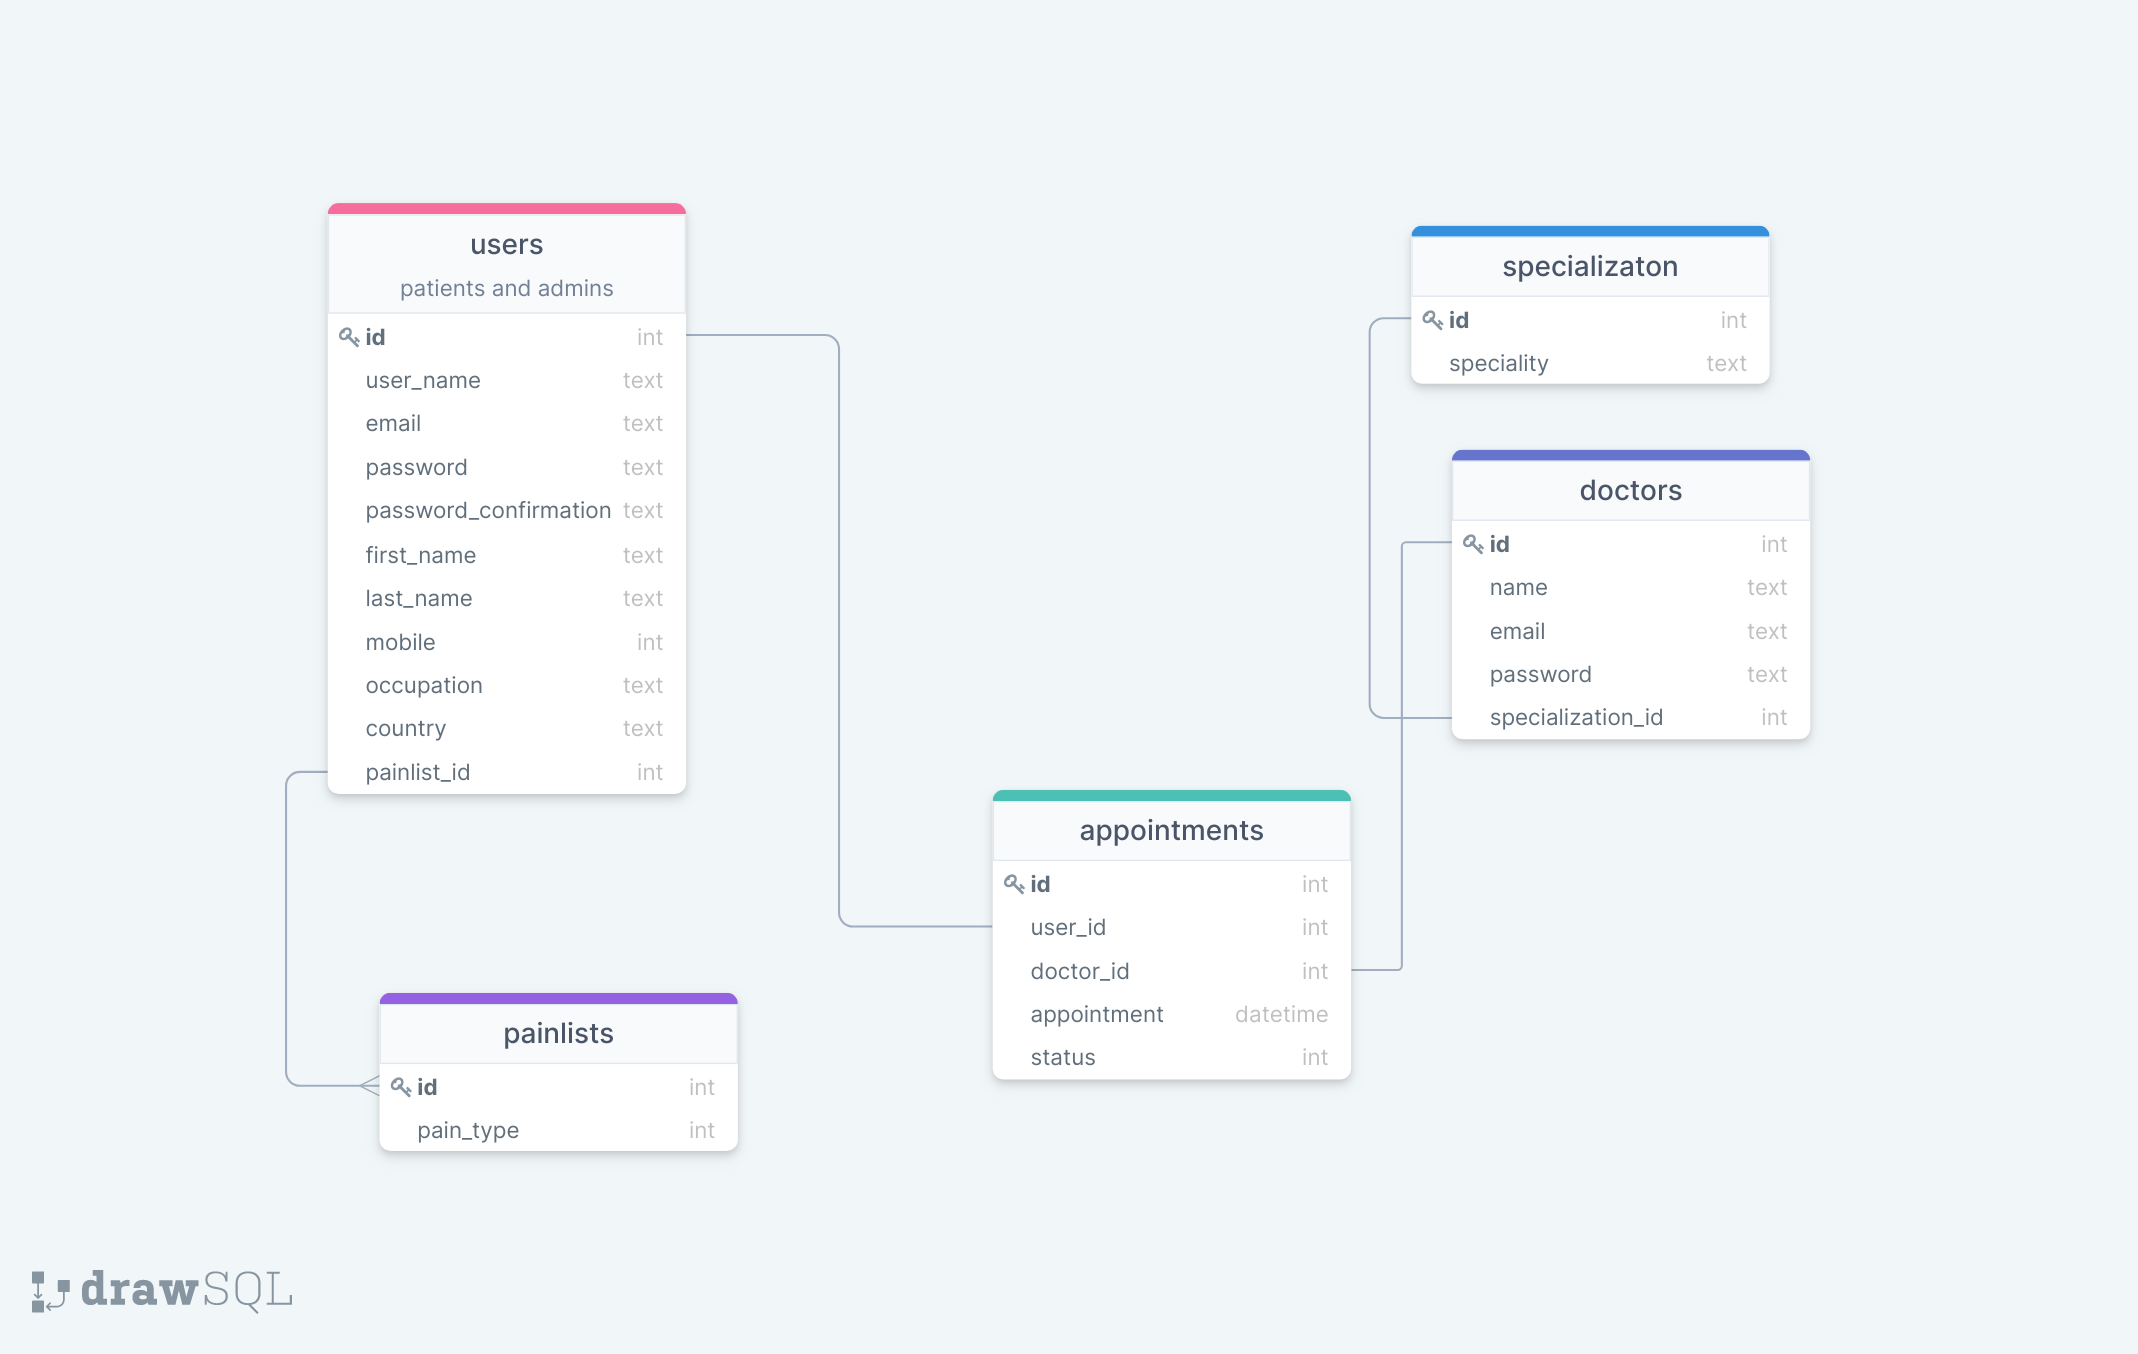 users
patients and admins
id int
user_name text
email text
password text
password_confirmation text
first_name text
last_name text
mobile int
occupation text
country text
painlist_id int
specializaton
id int
speciality text
doctors
id int
name text
email text
password text
specialization_id int
appointments
id int
user_id int
doctor_id int
appointment datetime
status int
painlists
id int
pain_type int
drawSQL